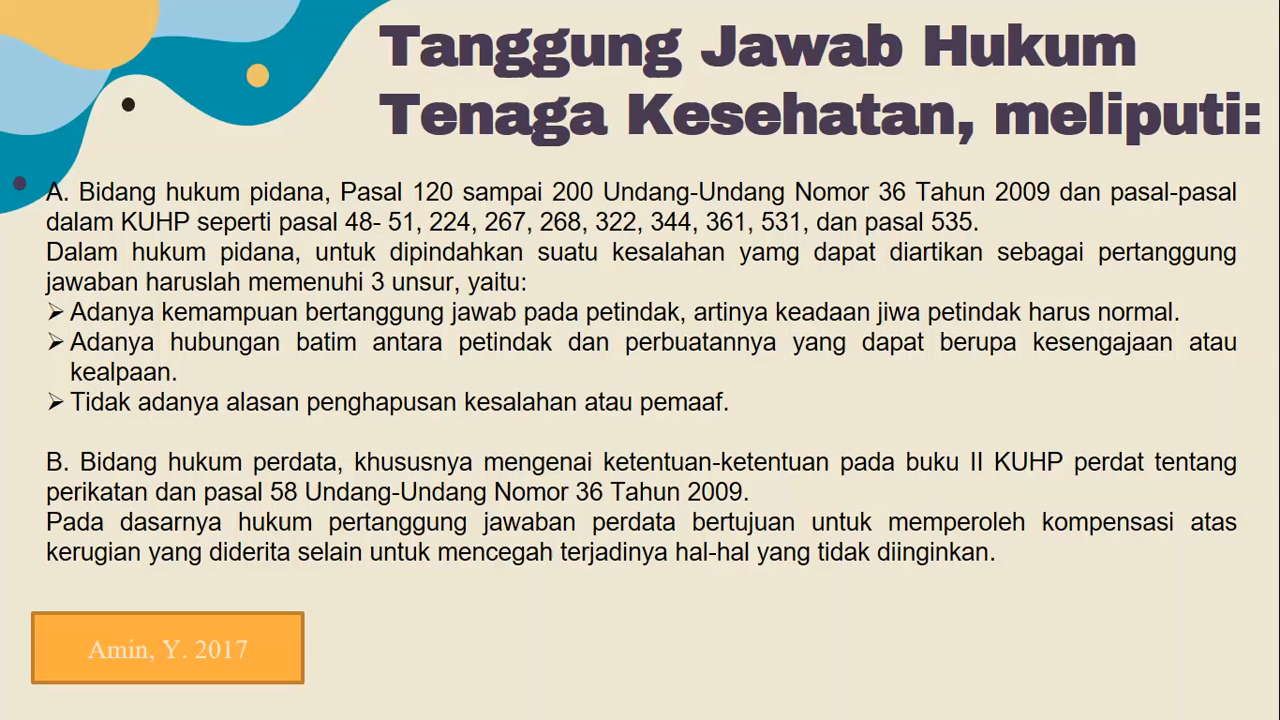 Tanggung Jawab Hukum
Tenaga Kesehatan, meliputi:
A. Bidang hukum pidana, Pasal 120 sampai 200 Undang-Undang Nomor 36 Tahun 2009 dan pasal-pasal
dalam KUHP seperti pasal 48- 51, 224, 267, 268, 322, 344, 361, 531, dan pasal 535.
Dalam hukum pidana, untuk dipindahkan suatu kesalahan yamg dapat diartikan sebagai pertanggung
jawaban haruslah memenuhi 3 unsur, yaitu:
➢ Adanya kemampuan bertanggung jawab pada petindak, artinya keadaan jiwa petindak harus normal.
➢ Adanya hubungan batim antara petindak dan perbuatannya yang dapat berupa kesengajaan atau
kealpaan.
➢ Tidak adanya alasan penghapusan kesalahan atau pemaaf.
B. Bidang hukum perdata, khususnya mengenai ketentuan-ketentuan pada buku II KUHP perdat tentang
perikatan dan pasal 58 Undang-Undang Nomor 36 Tahun 2009.
Pada dasarnya hukum pertanggung jawaban perdata bertujuan untuk memperoleh kompensasi atas
kerugian yang diderita selain untuk mencegah terjadinya hal-hal yang tidak diinginkan.
Amin, Y. 2017